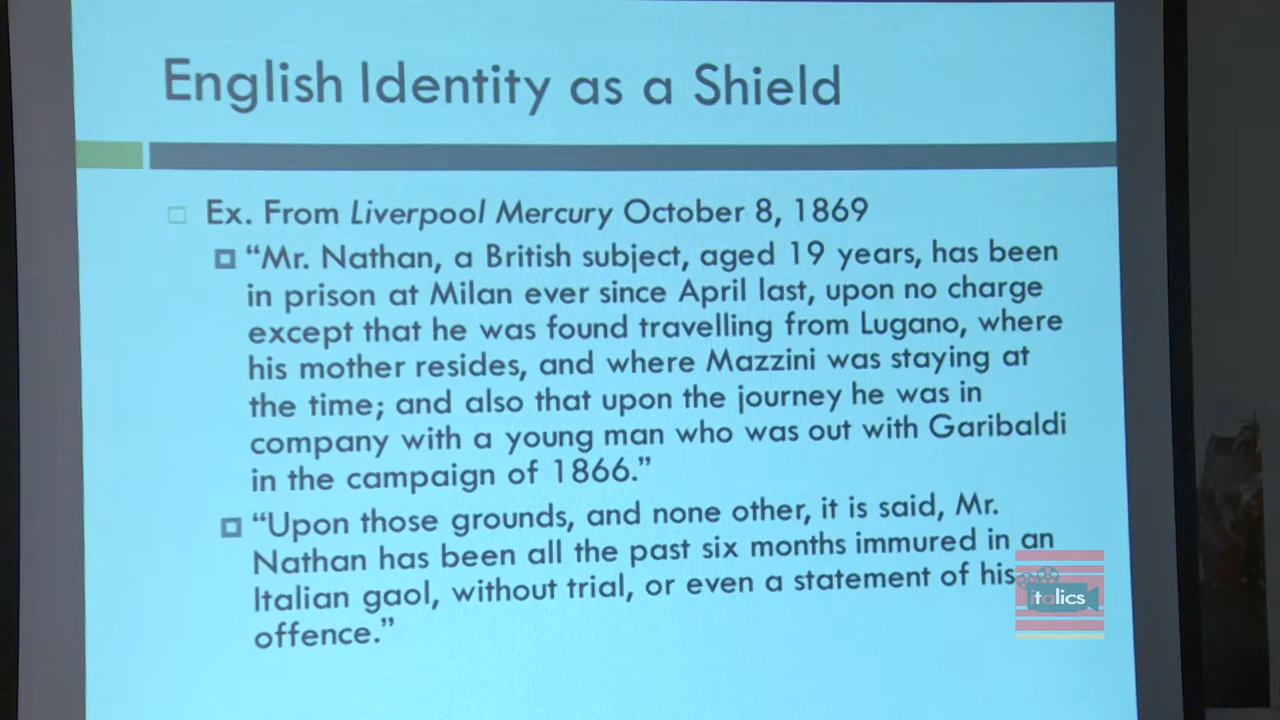 English Identity as a Shield
Ex. From Liverpool Mercury October 8, 1869
“Mr. Nathan, a British subject, aged 19 years, has been
in prison at Milan ever since April last, upon no charge
except that he was found travelling from Lugano, where
his mother resides, and where Mazzini was staying at
the time; and also that upon the journey he was in
company with a young man who was out with Garibaldi
in the campaign of 1866.”
“Upon those grounds, and none other, it is said, Mr.
Nathan has been all the past six months immured in an
Italian gaol, without trial, or even a statement of his
offence.”
italics